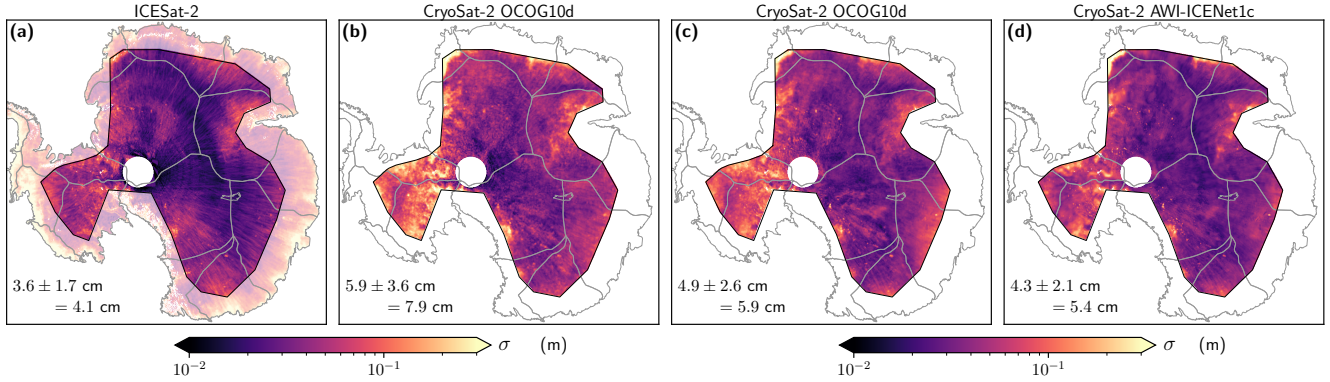 ICESat-2
CryoSat-2 OCOG10d
CryoSat-2 OCOG10d
CryoSat-2 AWI-ICENet1c
(a)
(b)
(c)
(d)
3.6 ± 1.7 cm
= 4.1 cm
5.9 ± 3.6 cm
= 7.9 cm
4.9 ± 2.6 cm
= 5.9 cm
4.3 ± 2.1 cm
= 5.4 cm
σ (m)
10⁻² 10⁻¹
σ (m)
10⁻² 10⁻¹